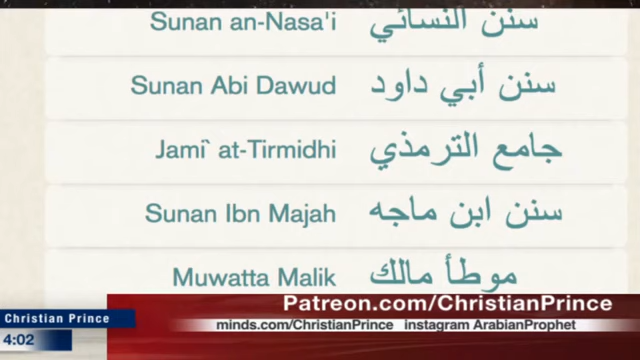 Sunan an-Nasa'i سنن النسائي
Sunan Abi Dawud سنن أبي داود
Jami` at-Tirmidhi جامع الترمذي
Sunan Ibn Majah سنن ابن ماجه
Muwatta Malik موطأ مالك
Patreon.com/ChristianPrince
Christian Prince
minds.com/ChristianPrince instagram ArabianProphet
4:02